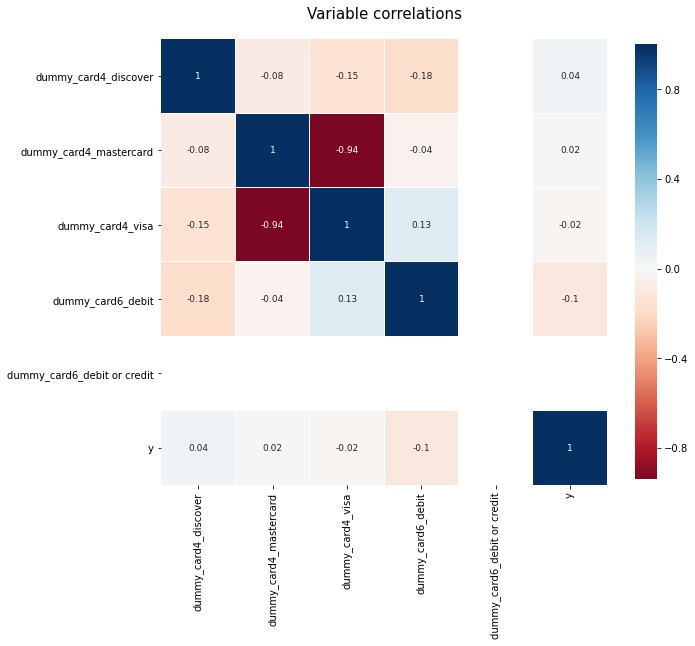 Variable correlations
dummy_card4_discover 1 -0.08 -0.15 -0.18 0.04
dummy_card4_mastercard -0.08 1 -0.94 -0.04 0.02
dummy_card4_visa -0.15 -0.94 1 0.13 -0.02
dummy_card6_debit -0.18 -0.04 0.13 1 -0.1
dummy_card6_debit or credit
y 0.04 0.02 -0.02 -0.1 1
dummy_card4_discover
dummy_card4_mastercard
dummy_card4_visa
dummy_card6_debit
dummy_card6_debit or credit
y
0.8
0.4
0.0
−0.4
−0.8